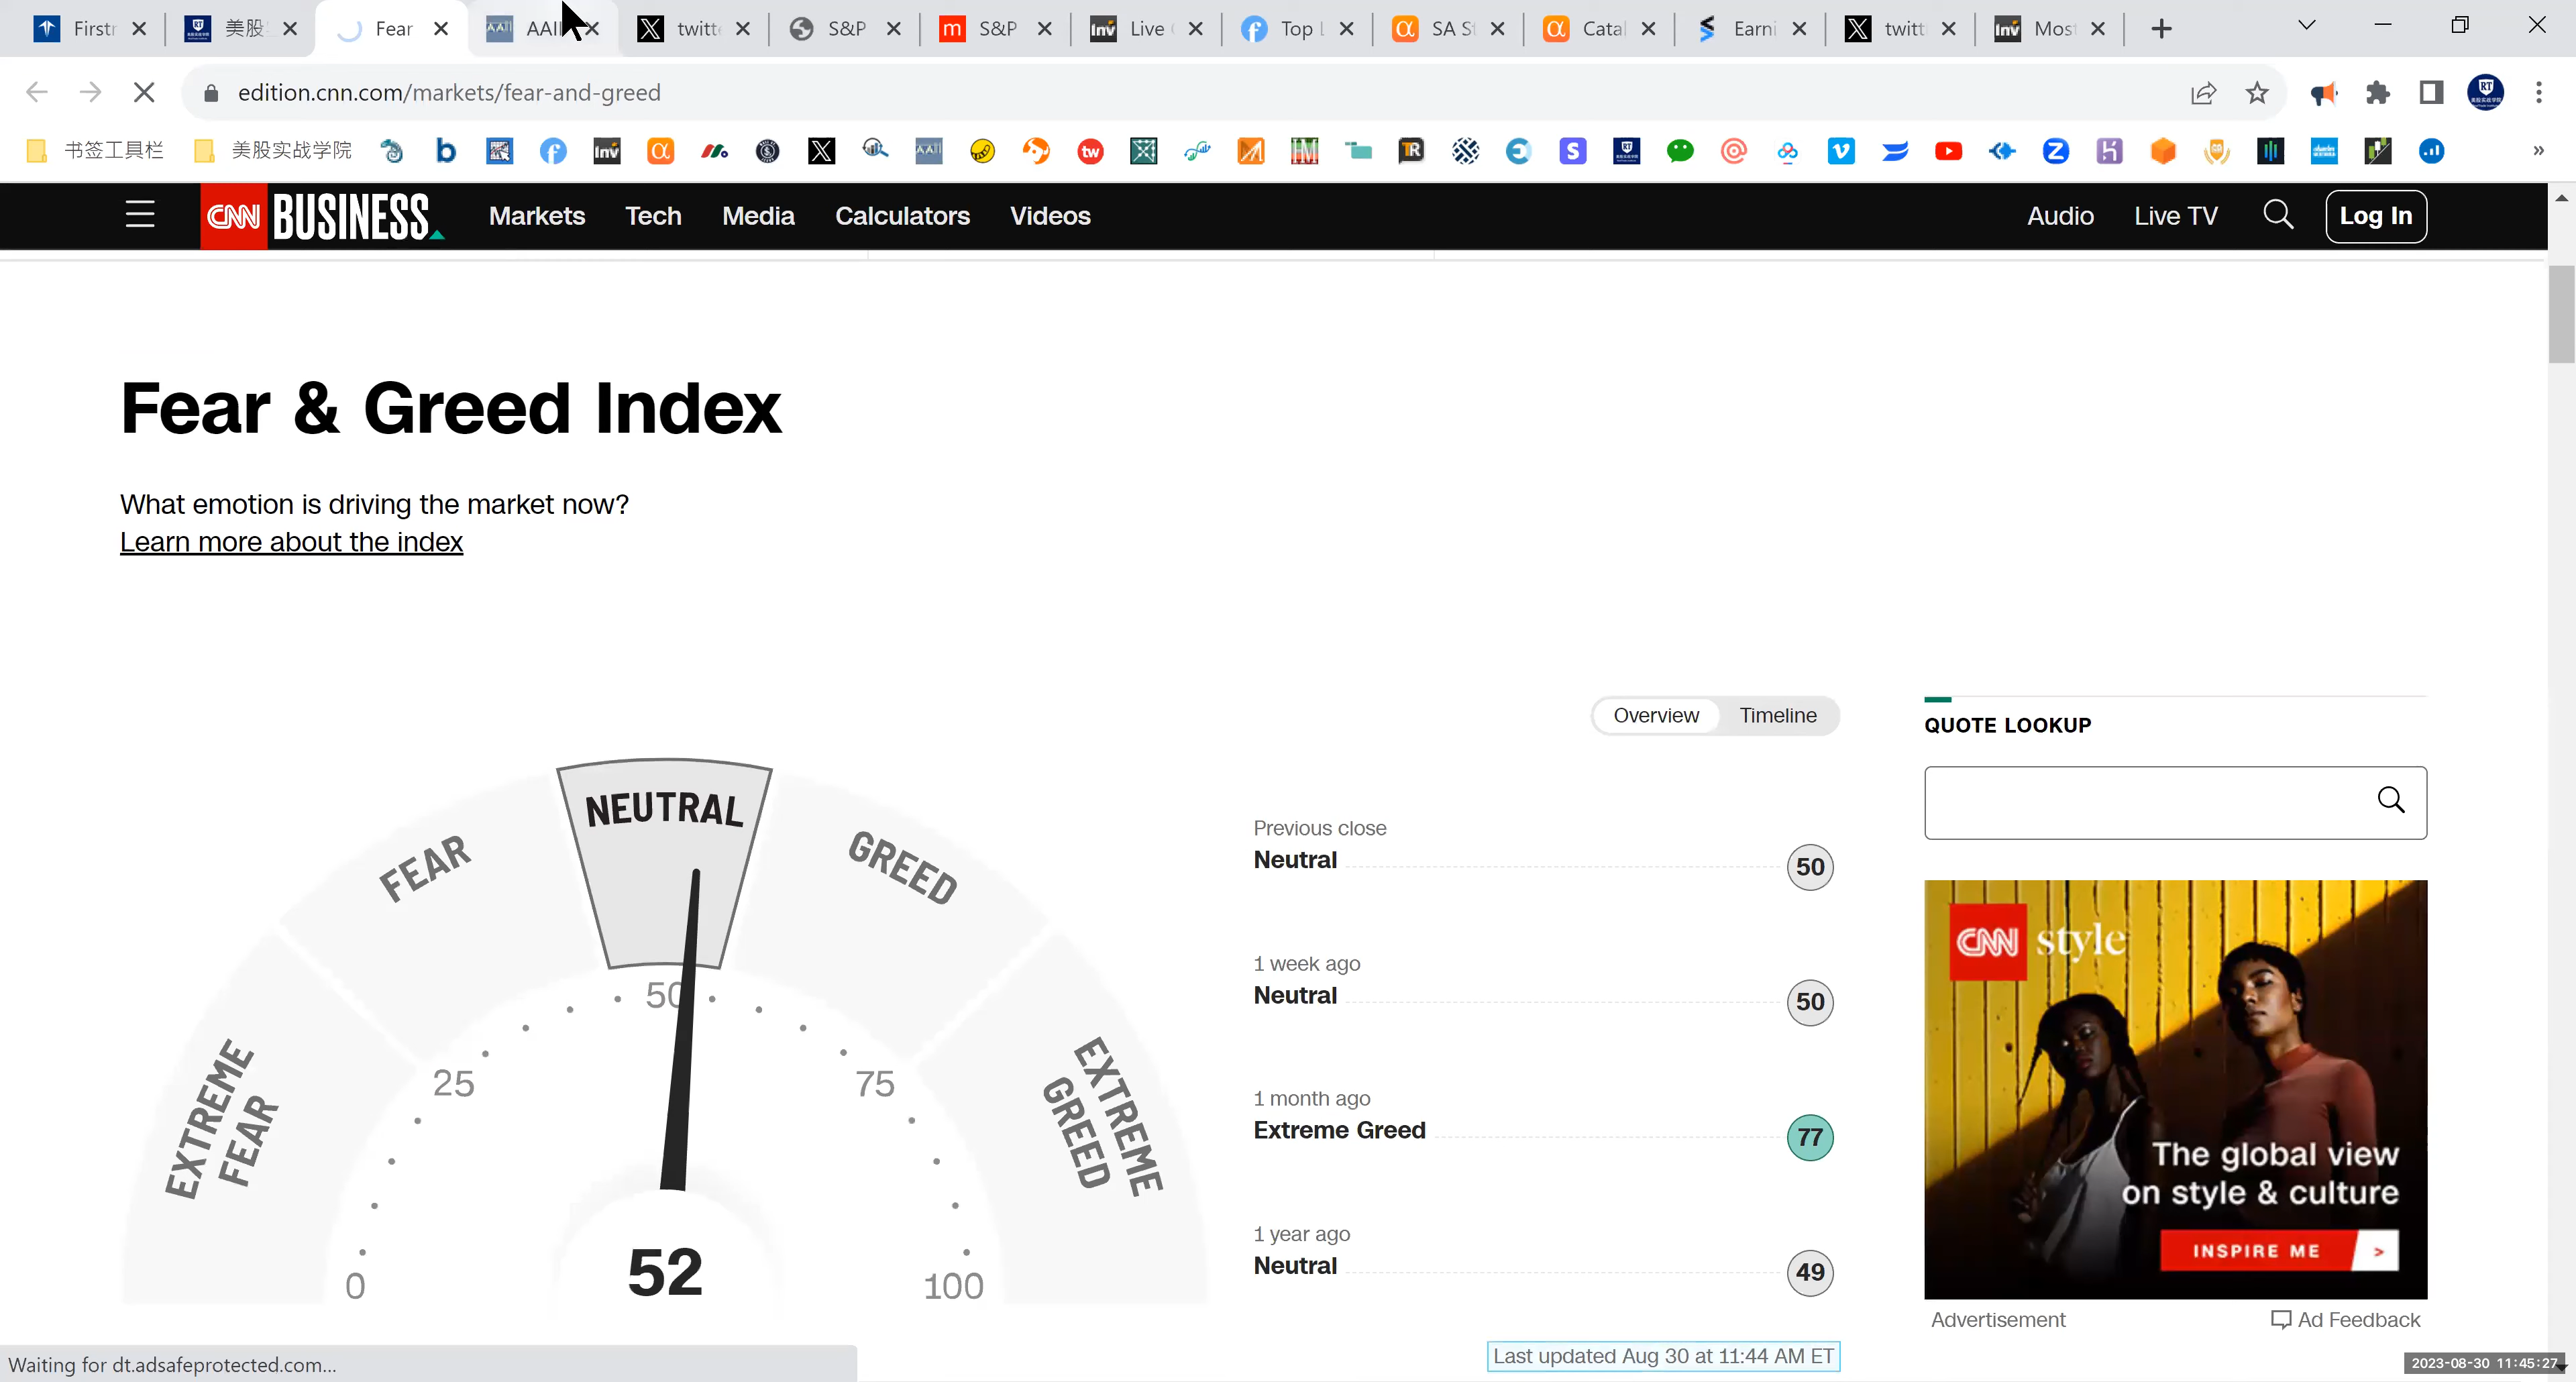 Firstr
美股
Fear
AAII
twitt
S&P
S&P
Live
Top L
SA S
Catal
Earni
twitt
Most
edition.cnn.com/markets/fear-and-greed
书签工具栏
美股实战学院
CNN BUSINESS
Markets
Tech
Media
Calculators
Videos
Audio
Live TV
Log In
Fear & Greed Index
What emotion is driving the market now?
Learn more about the index
Overview
Timeline
QUOTE LOOKUP
EXTREME
FEAR
FEAR
NEUTRAL
GREED
EXTREME
GREED
0
25
50
75
100
52
Previous close
Neutral
50
1 week ago
Neutral
50
1 month ago
Extreme Greed
77
1 year ago
Neutral
49
Last updated Aug 30 at 11:44 AM ET
CNN style
The global view
on style & culture
INSPIRE ME >
Advertisement
Ad Feedback
Waiting for dt.adsafeprotected.com...
2023-08-30 11:45:27